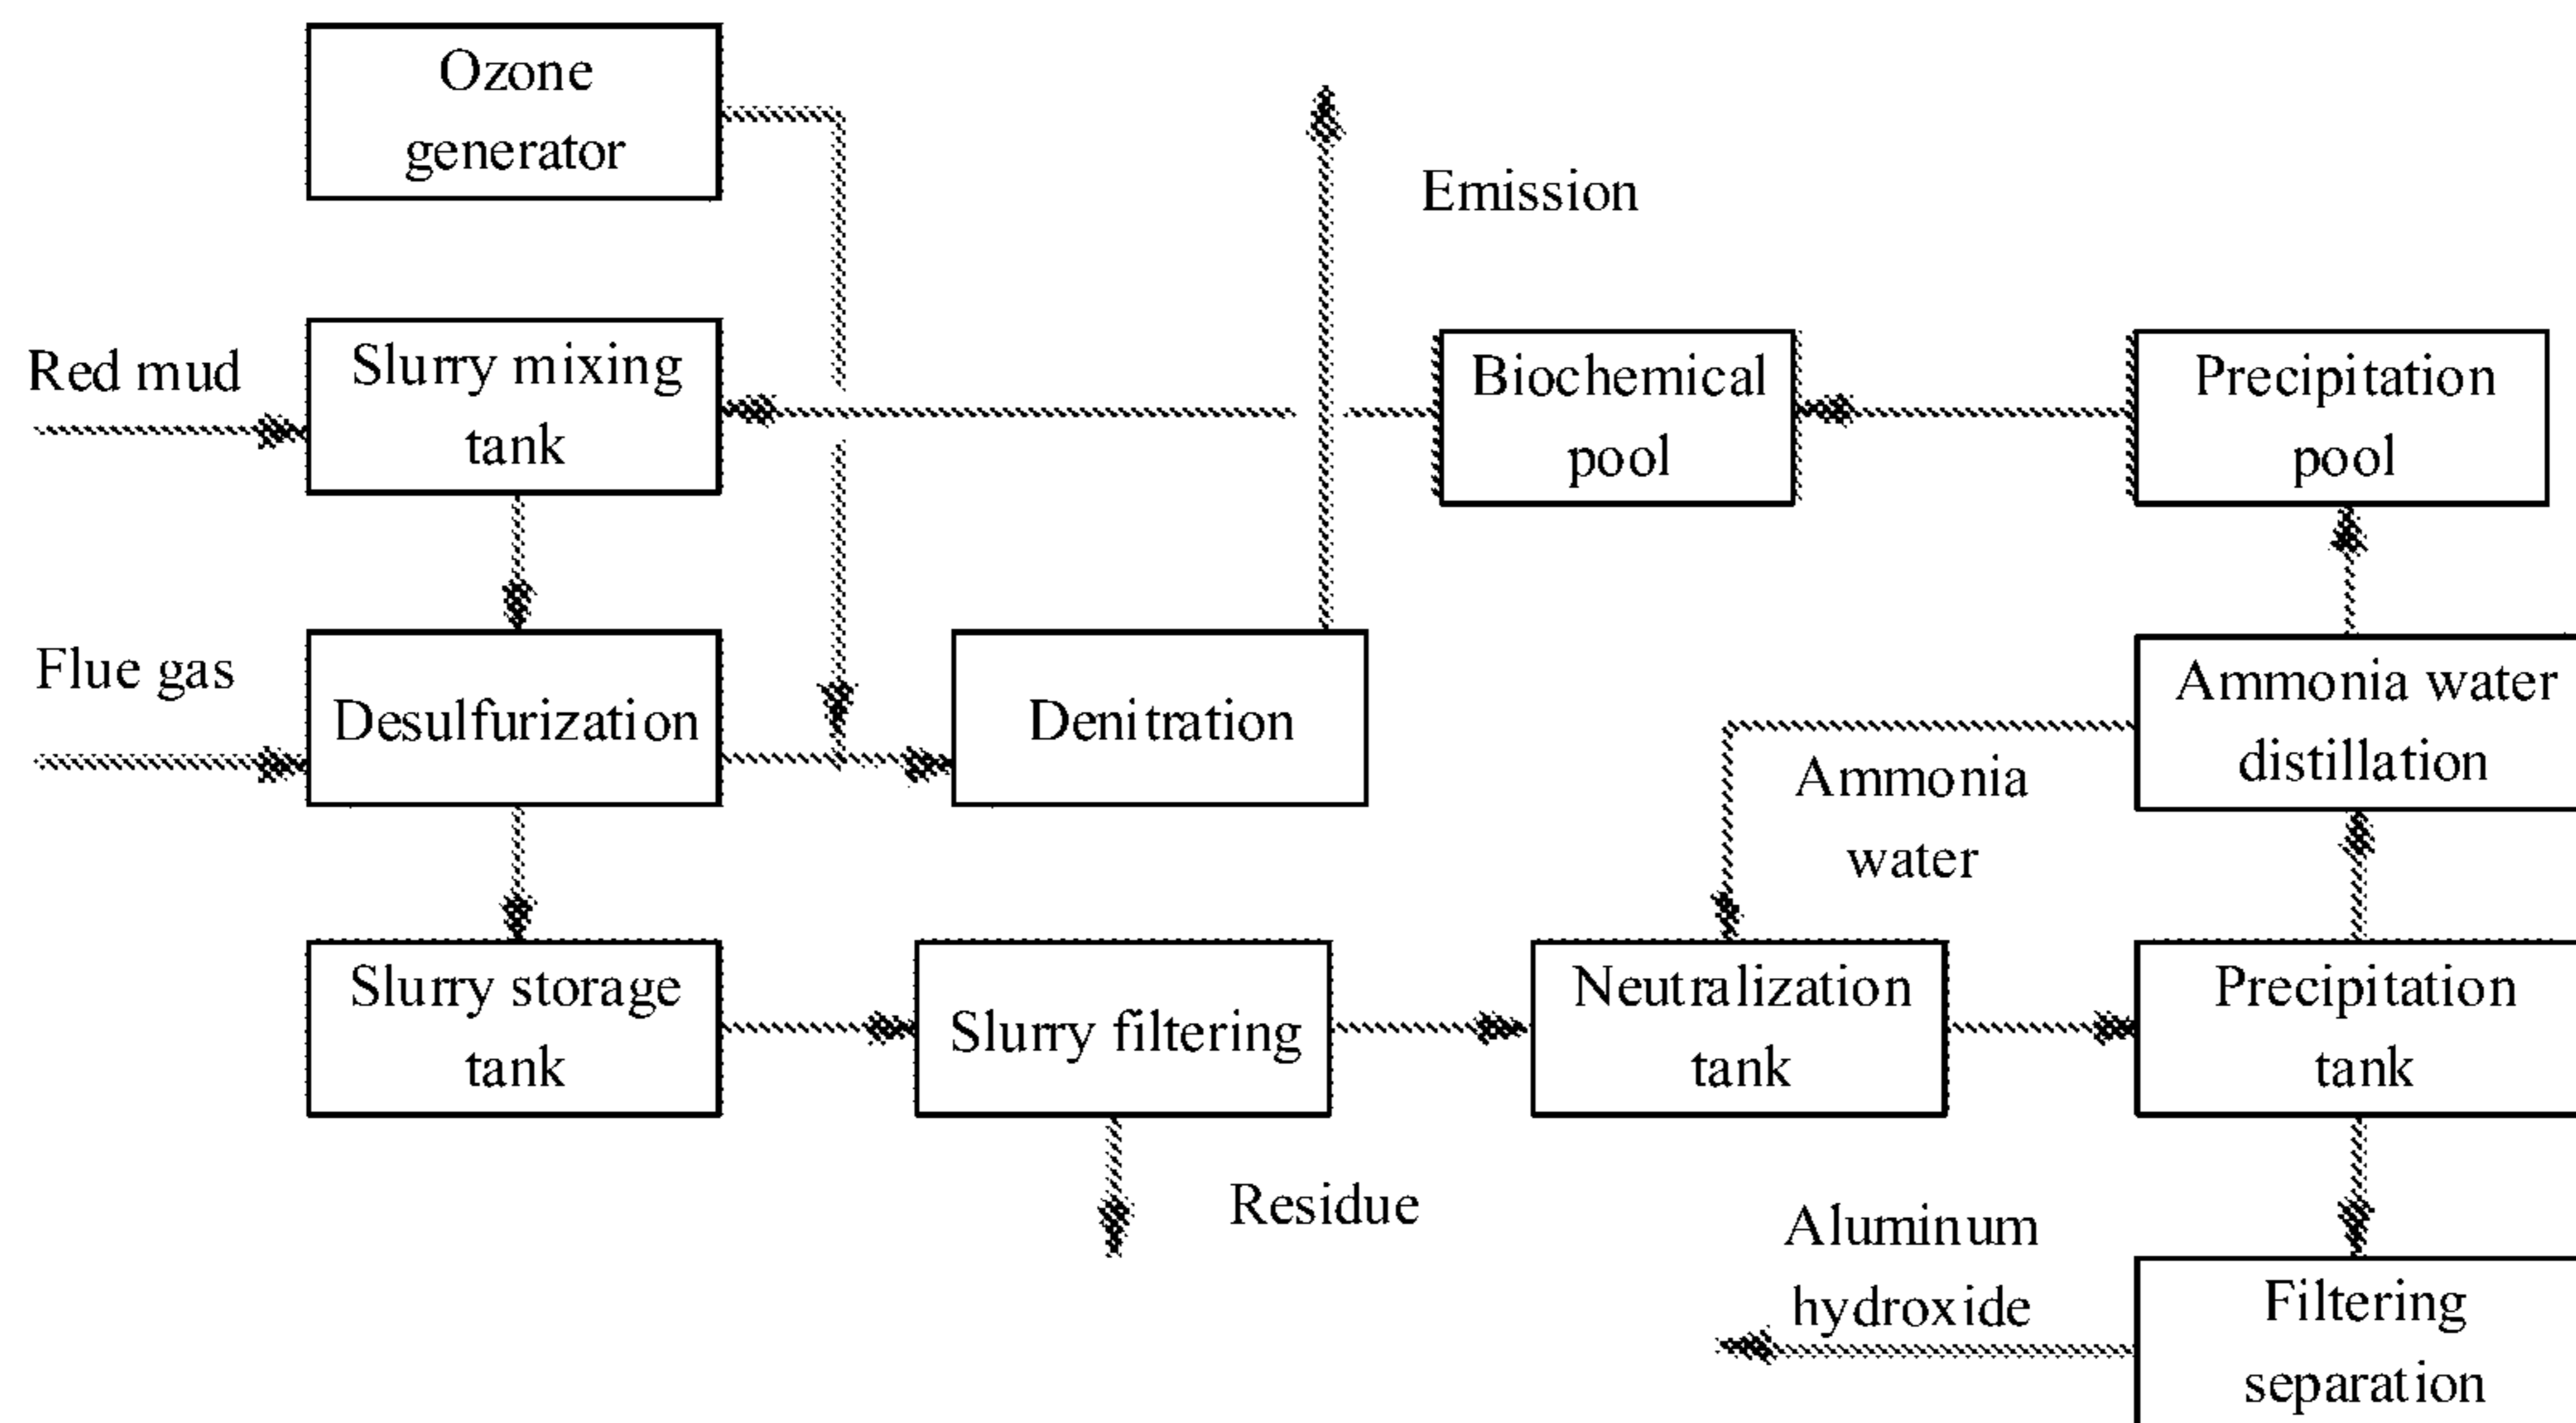 Ozone
generator
Emission
Red mud
Slurry mixing
tank
Biochemical
pool
Precipitation
pool
Flue gas
Desulfurization
Denitration
Ammonia water
distillation
Ammonia
water
Slurry storage
tank
Slurry filtering
Neutralization
tank
Precipitation
tank
Residue
Aluminum
hydroxide
Filtering
separation